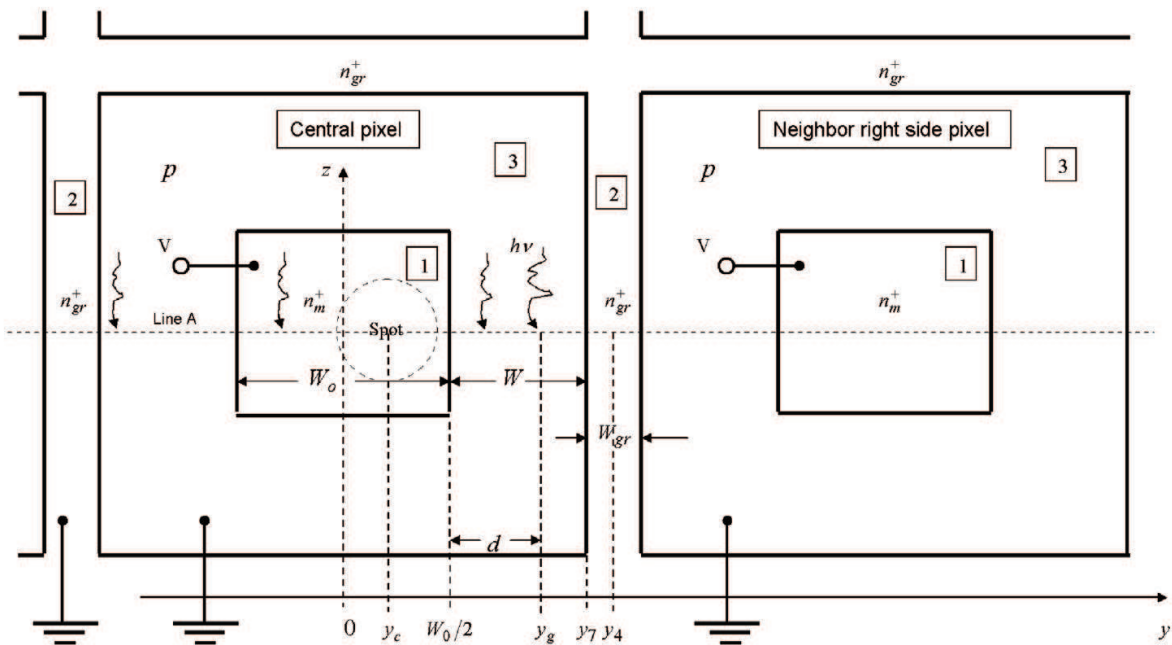 n⁺gr n⁺gr
Central pixel Neighbor right side pixel
3 3
p z 2 2 p
V 1 hν V 1
n⁺gr n⁺m n⁺gr n⁺m
Line A Spot
Wo W
Wgr
d
0 yc W0/2 yg y7 y4 y